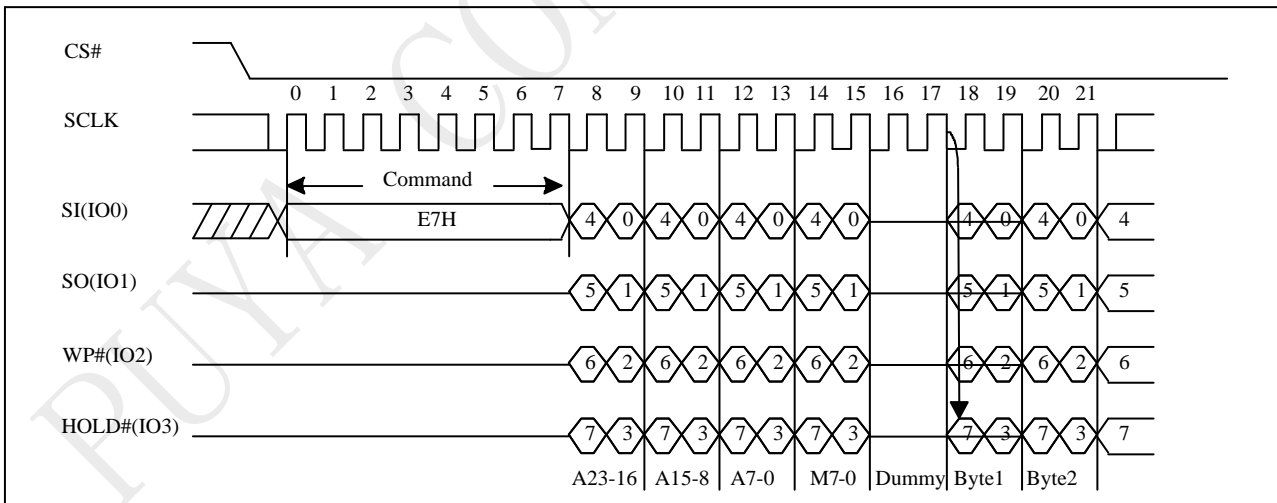 CS#
0 1 2 3 4 5 6 7 8 9 10 11 12 13 14 15 16 17 18 19 20 21
SCLK
Command
SI(IO0) E7H 4 0 4 0 4 0 4 0 4 0 4 0 4
SO(IO1) 5 1 5 1 5 1 5 1 5 1 5 1 5
WP#(IO2) 6 2 6 2 6 2 6 2 6 2 6 2 6
HOLD#(IO3) 7 3 7 3 7 3 7 3 7 3 7 3 7
A23-16 A15-8 A7-0 M7-0 Dummy Byte1 Byte2
PUYA CON